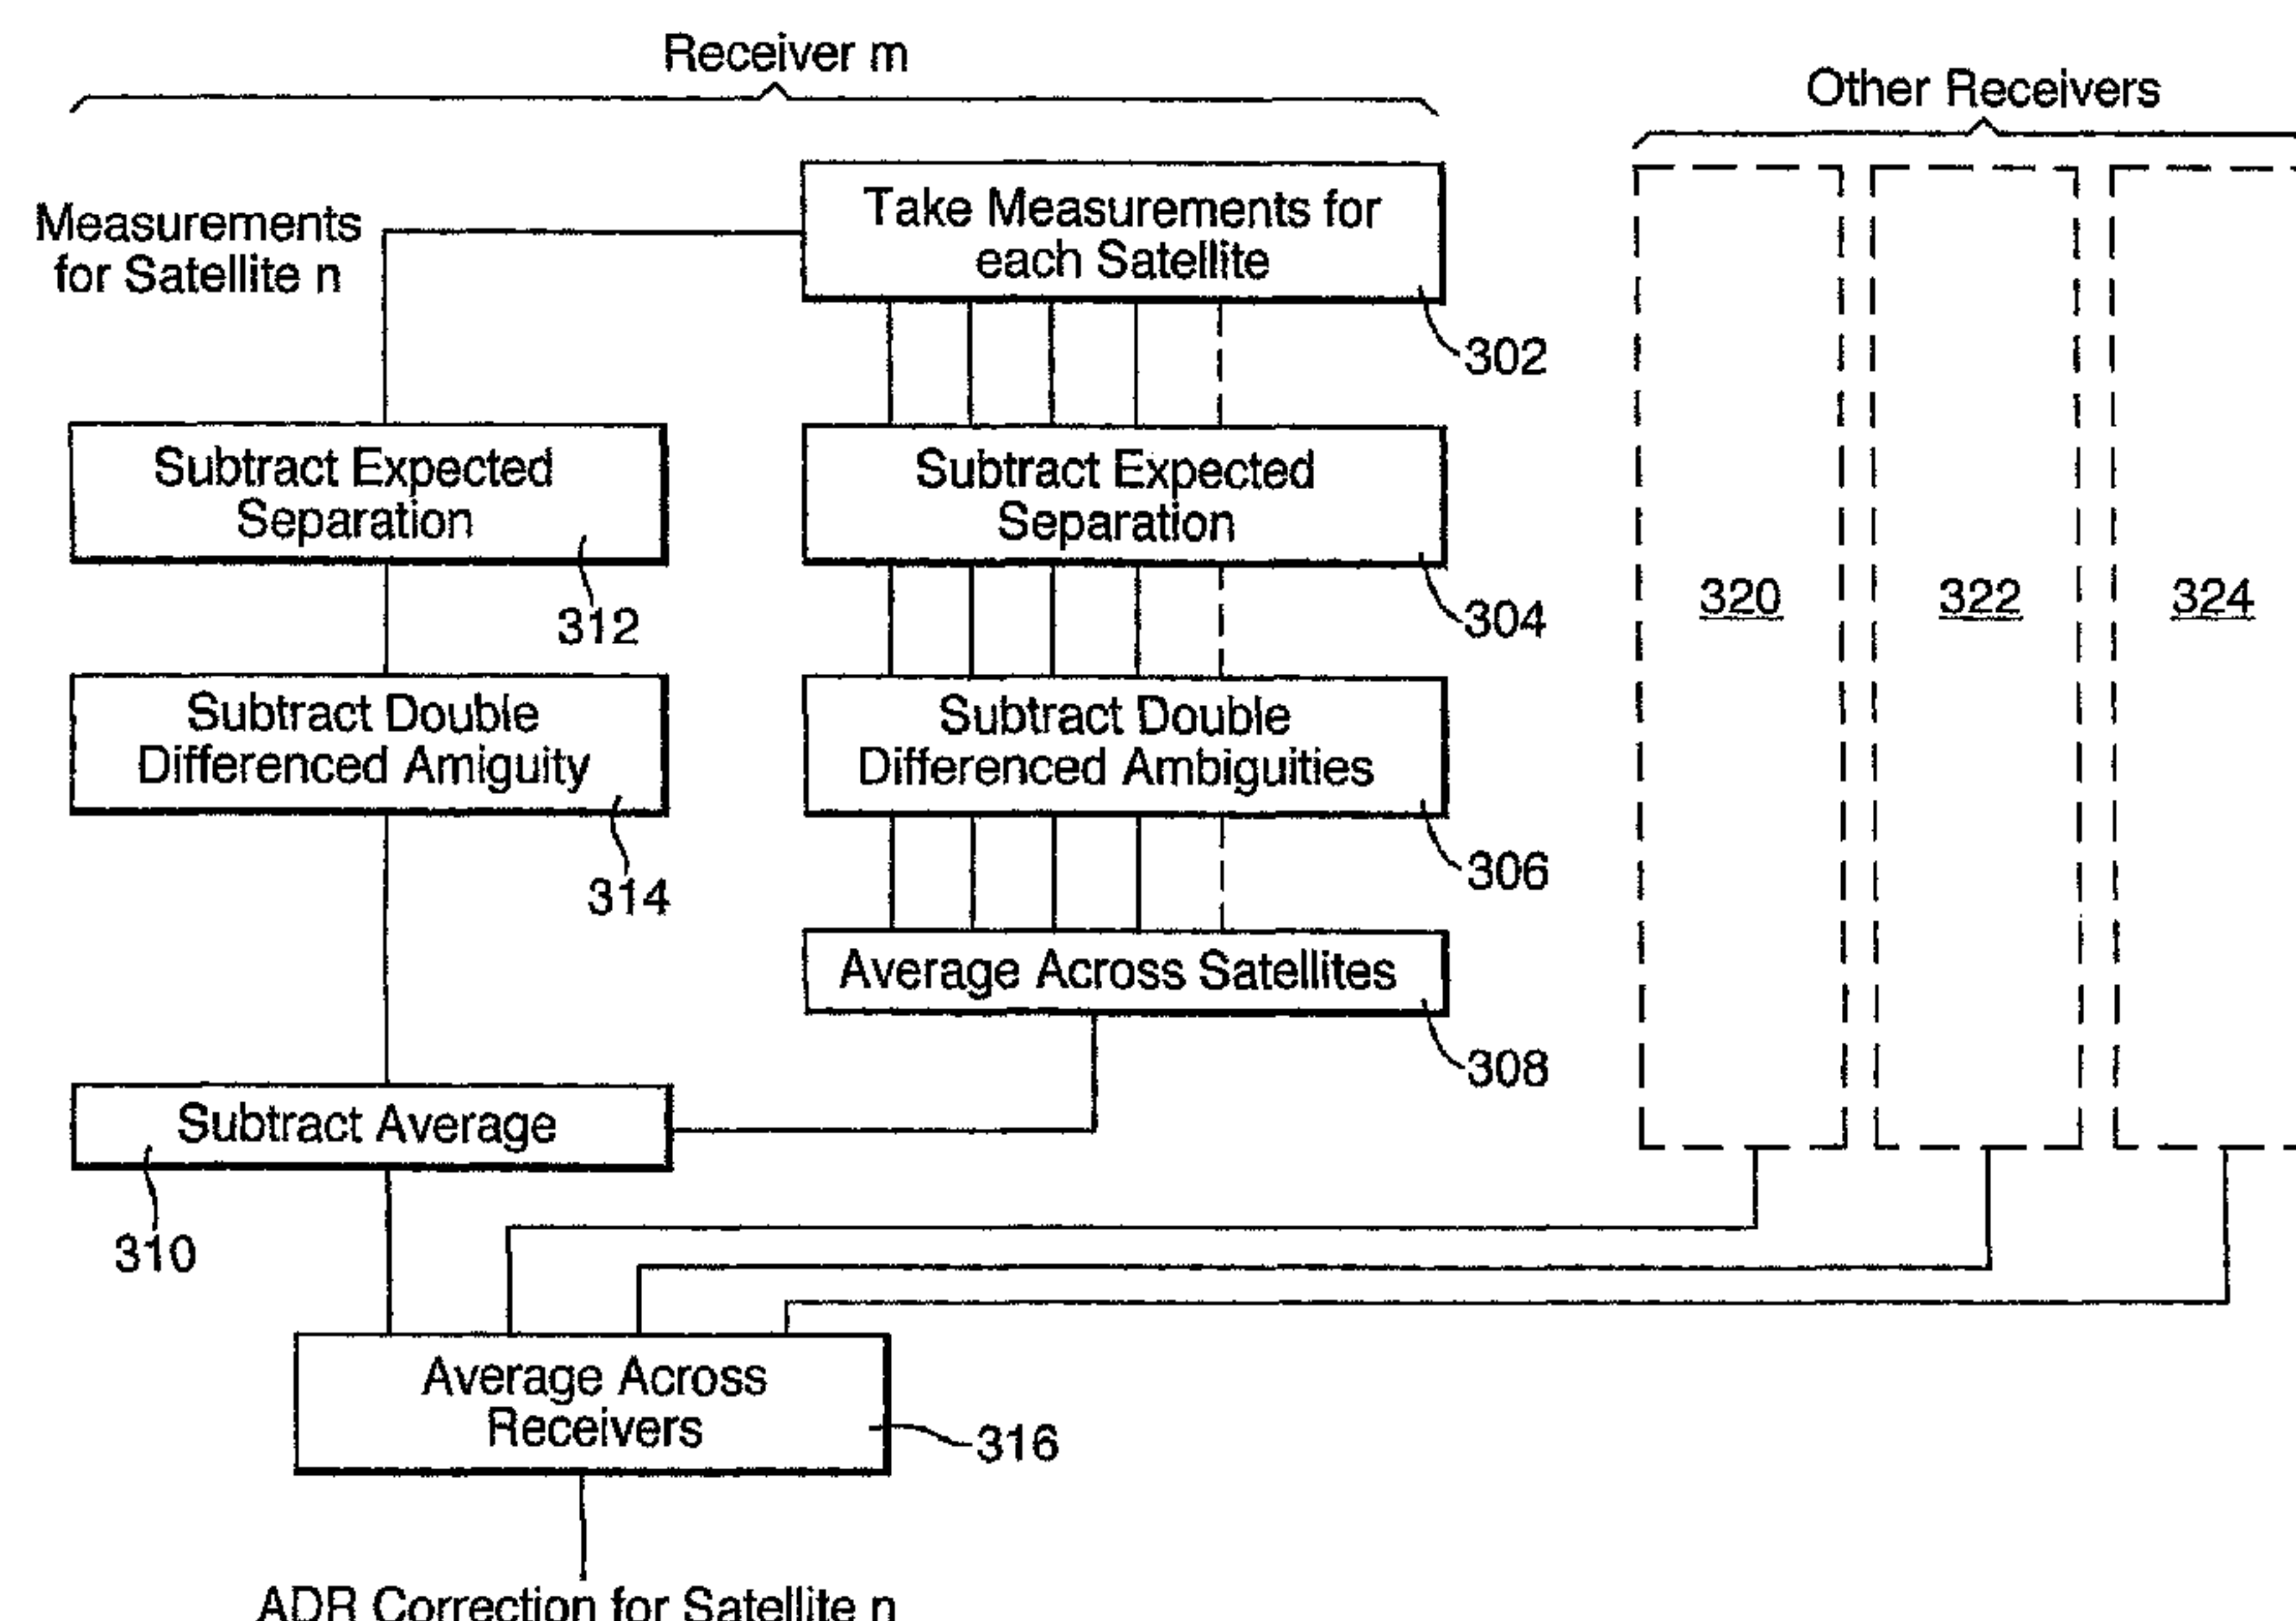 Receiver m
Other Receivers
Measurements
for Satellite n
Take Measurements for
each Satellite
302
Subtract Expected
Separation
312
Subtract Expected
Separation
304
320
322
324
Subtract Double
Differenced Amiguity
314
Subtract Double
Differenced Ambiguities
306
Average Across Satellites
308
Subtract Average
310
Average Across
Receivers
316
ADR Correction for Satellite n